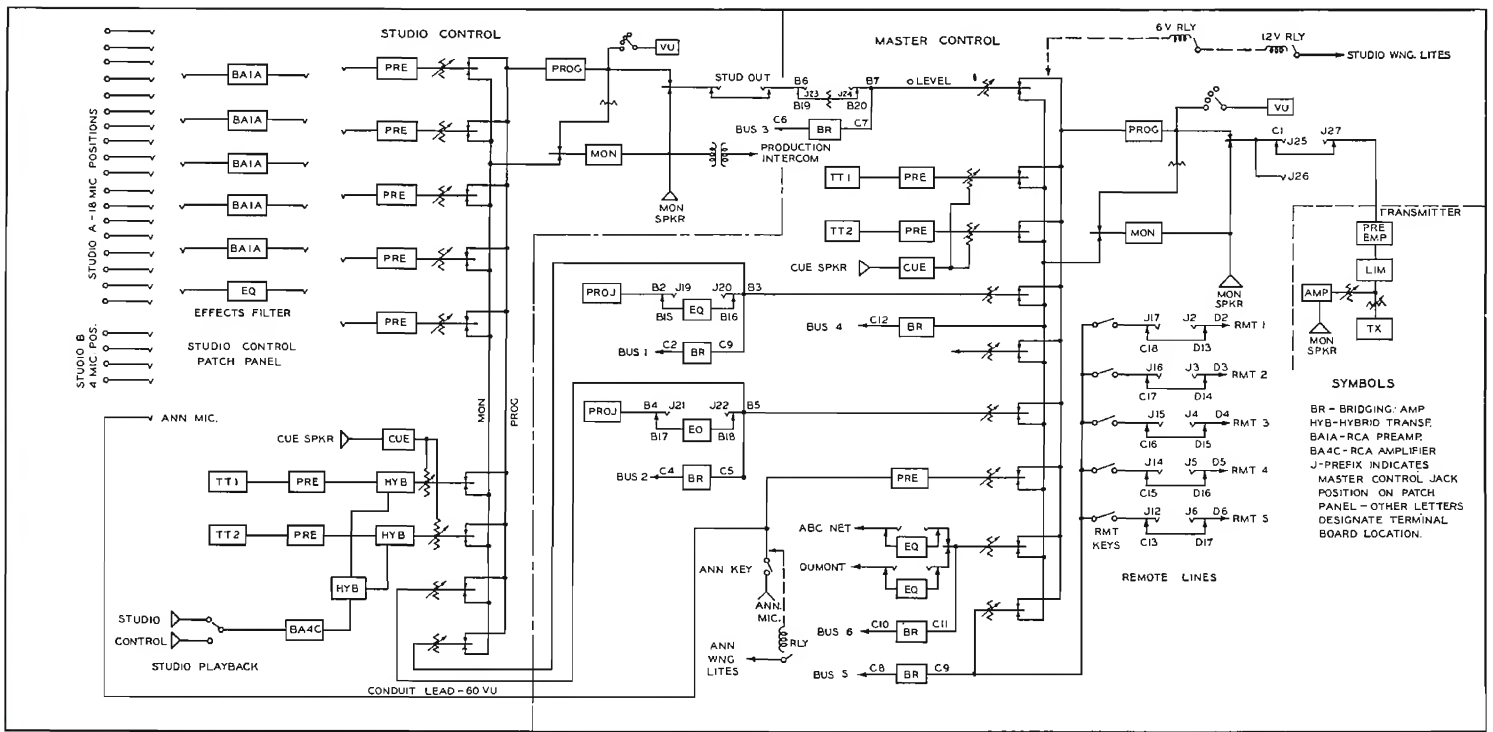 STUDIO CONTROL
MASTER CONTROL
6V RLY
12V RLY
STUDIO WNG. LITES
STUDIO A - 18 MIC POSITIONS
STUDIO B
4 MIC POS.
BA1A
BA1A
BA1A
BA1A
BA1A
EQ
EFFECTS FILTER
STUDIO CONTROL
PATCH PANEL
PRE
PRE
PRE
PRE
PRE
PROG
VU
MON
PRODUCTION
INTERCOM
MON
SPKR
MON
PROG
STUD OUT
B6
J23
J24
B7
B19
B20
LEVEL
C6
BUS 3
BR
C7
TT1
PRE
TT2
PRE
CUE SPKR
CUE
PROJ
B2
J19
J20
B3
EQ
B15
B16
BUS 1
C2
BR
C9
BUS 4
C12
BR
PROJ
B4
J21
J22
B5
EQ
B17
B18
BUS 2
C4
BR
C5
PRE
ABC NET
EQ
DUMONT
EQ
BUS 6
C10
BR
C11
BUS 5
C8
BR
C9
ANN KEY
ANN.
MIC.
RLY
ANN
WNG
LITES
PROG
VU
MON
MON
SPKR
C1
J25
J27
J26
TRANSMITTER
PRE
EMP
LIM
AMP
TX
MON
SPKR
J17
J2
D2
RMT 1
C18
D13
J16
J3
D3
RMT 2
C17
D14
J15
J4
D4
RMT 3
C16
D15
J14
J5
D5
RMT 4
C15
D16
J12
J6
D6
RMT 5
C13
D17
RMT
KEYS
REMOTE LINES
SYMBOLS
BR - BRIDGING AMP
HYB-HYBRID TRANSF.
BA1A-RCA PREAMP.
BA4C-RCA AMPLIFIER
J-PREFIX INDICATES
MASTER CONTROL JACK
POSITION ON PATCH
PANEL - OTHER LETTERS
DESIGNATE TERMINAL
BOARD LOCATION.
ANN MIC.
CUE SPKR
CUE
TT1
PRE
HYB
TT2
PRE
HYB
HYB
STUDIO
CONTROL
BA4C
STUDIO PLAYBACK
CONDUIT LEAD - 60 VU